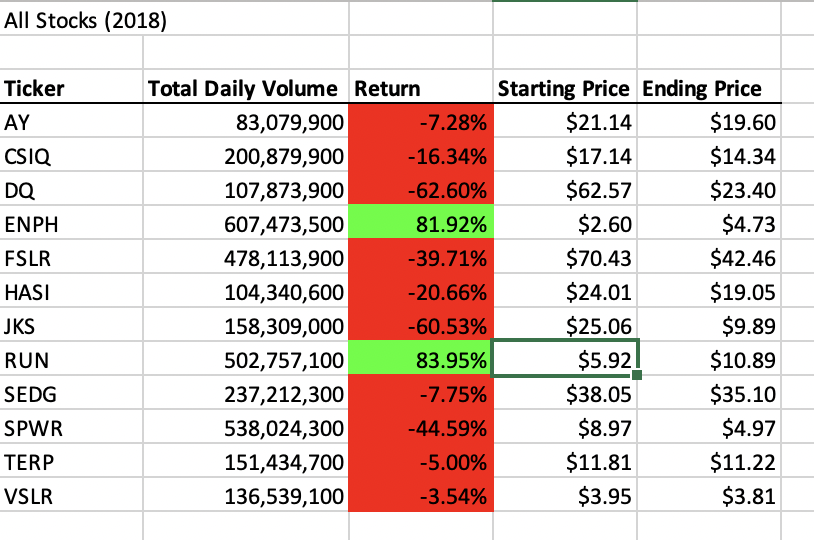 All Stocks (2018)
Ticker Total Daily Volume Return Starting Price Ending Price
AY 83,079,900 -7.28% $21.14 $19.60
CSIQ 200,879,900 -16.34% $17.14 $14.34
DQ 107,873,900 -62.60% $62.57 $23.40
ENPH 607,473,500 81.92% $2.60 $4.73
FSLR 478,113,900 -39.71% $70.43 $42.46
HASI 104,340,600 -20.66% $24.01 $19.05
JKS 158,309,000 -60.53% $25.06 $9.89
RUN 502,757,100 83.95% $5.92 $10.89
SEDG 237,212,300 -7.75% $38.05 $35.10
SPWR 538,024,300 -44.59% $8.97 $4.97
TERP 151,434,700 -5.00% $11.81 $11.22
VSLR 136,539,100 -3.54% $3.95 $3.81